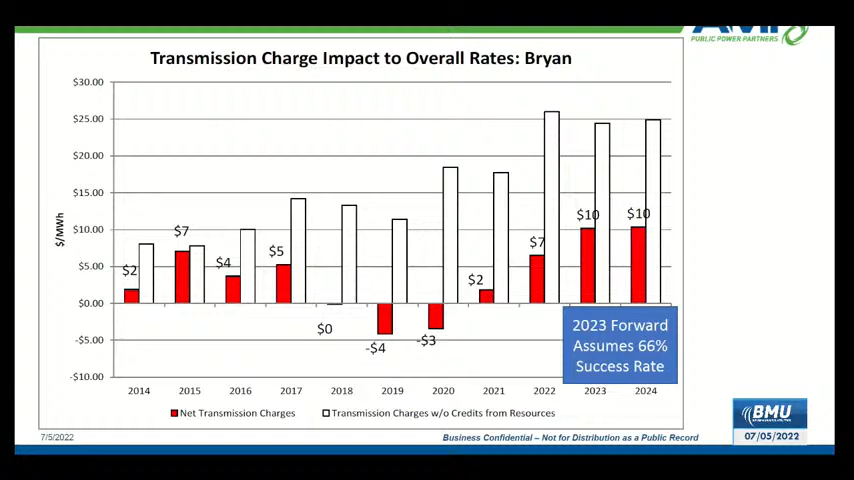 PUBLIC POWER PARTNERS
Transmission Charge Impact to Overall Rates: Bryan
$30.00
$25.00
$20.00
$15.00
$10.00
$5.00
$0.00
-$5.00
-$10.00
$/MWh
$2
$7
$4
$5
$0
-$4
-$3
$2
$7
$10
$10
2014 2015 2016 2017 2018 2019 2020 2021 2022 2023 2024
2023 Forward
Assumes 66%
Success Rate
Net Transmission Charges Transmission Charges w/o Credits from Resources
7/5/2022
Business Confidential – Not for Distribution as a Public Record
BMU
07/05/2022